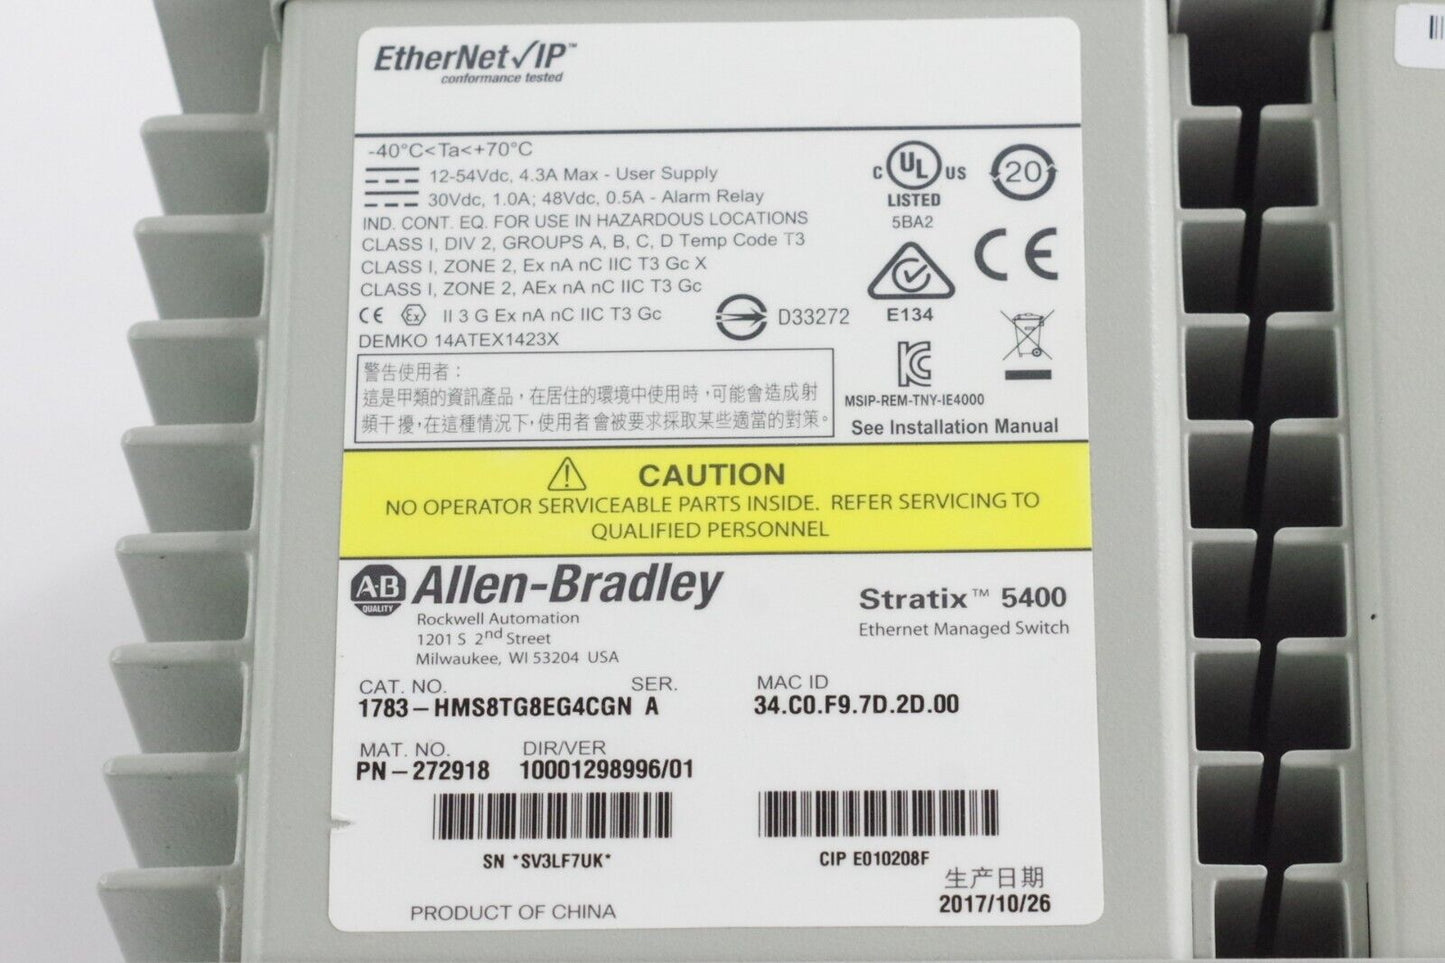 EtherNet/IP™
conformance tested
-40°C<Ta<+70°C
12-54Vdc, 4.3A Max - User Supply
30Vdc, 1.0A; 48Vdc, 0.5A - Alarm Relay
IND. CONT. EQ. FOR USE IN HAZARDOUS LOCATIONS
CLASS I, DIV 2, GROUPS A, B, C, D Temp Code T3
CLASS I, ZONE 2, Ex nA nC IIC T3 Gc X
CLASS I, ZONE 2, AEx nA nC IIC T3 Gc
CE Ex II 3 G Ex nA nC IIC T3 Gc
DEMKO 14ATEX1423X
D33272
C UL US
LISTED
5BA2
20
CE
E134
KC
MSIP-REM-TNY-IE4000
See Installation Manual
警告使用者：
這是甲類的資訊產品，在居住的環境中使用時，可能會造成射
頻干擾，在這種情況下，使用者會被要求採取某些適當的對策。
CAUTION
NO OPERATOR SERVICEABLE PARTS INSIDE. REFER SERVICING TO
QUALIFIED PERSONNEL
A·B QUALITY Allen-Bradley
Rockwell Automation
1201 S 2nd Street
Milwaukee, WI 53204 USA
Stratix™ 5400
Ethernet Managed Switch
CAT. NO. SER. MAC ID
1783-HMS8TG8EG4CGN A 34.C0.F9.7D.2D.00
MAT. NO. DIR/VER
PN-272918 10001298996/01
SN *SV3LF7UK* CIP E010208F
生产日期
2017/10/26
PRODUCT OF CHINA